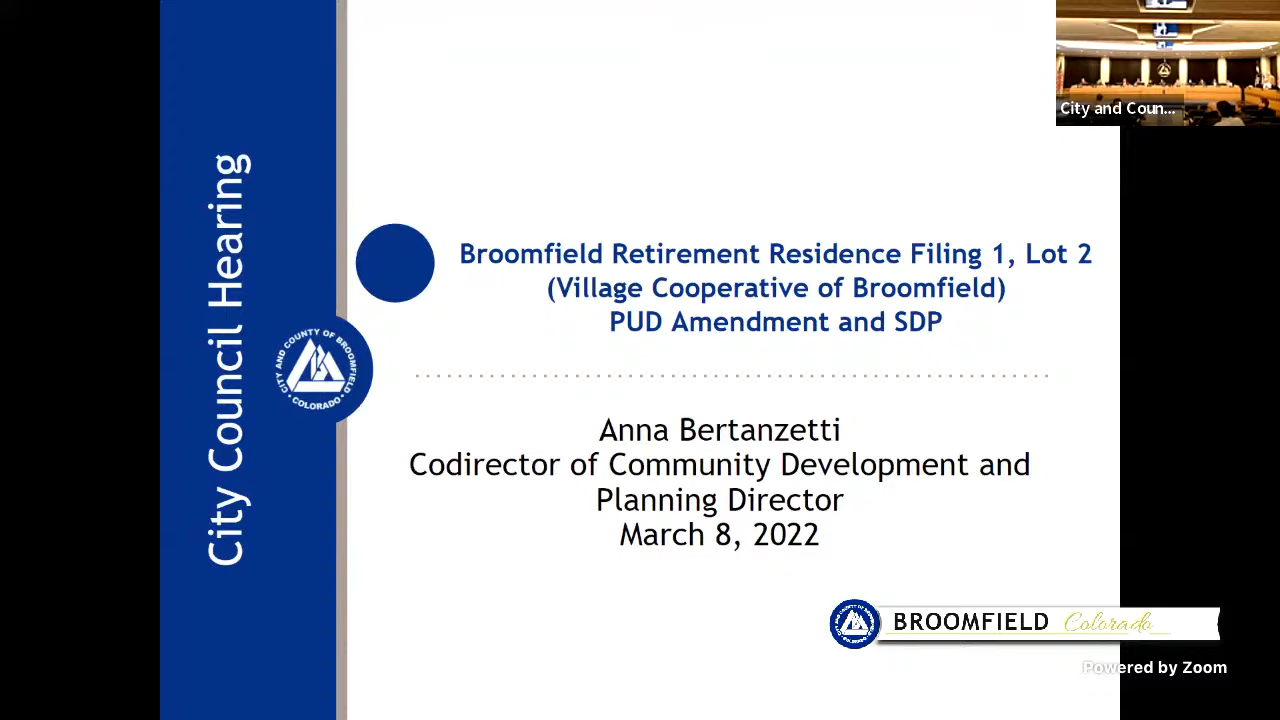 City and Coun...
City Council Hearing
Broomfield Retirement Residence Filing 1, Lot 2
(Village Cooperative of Broomfield)
PUD Amendment and SDP
CITY AND COUNTY OF BROOMFIELD
• COLORADO •
Anna Bertanzetti
Codirector of Community Development and
Planning Director
March 8, 2022
BROOMFIELD Colorado
Powered by Zoom